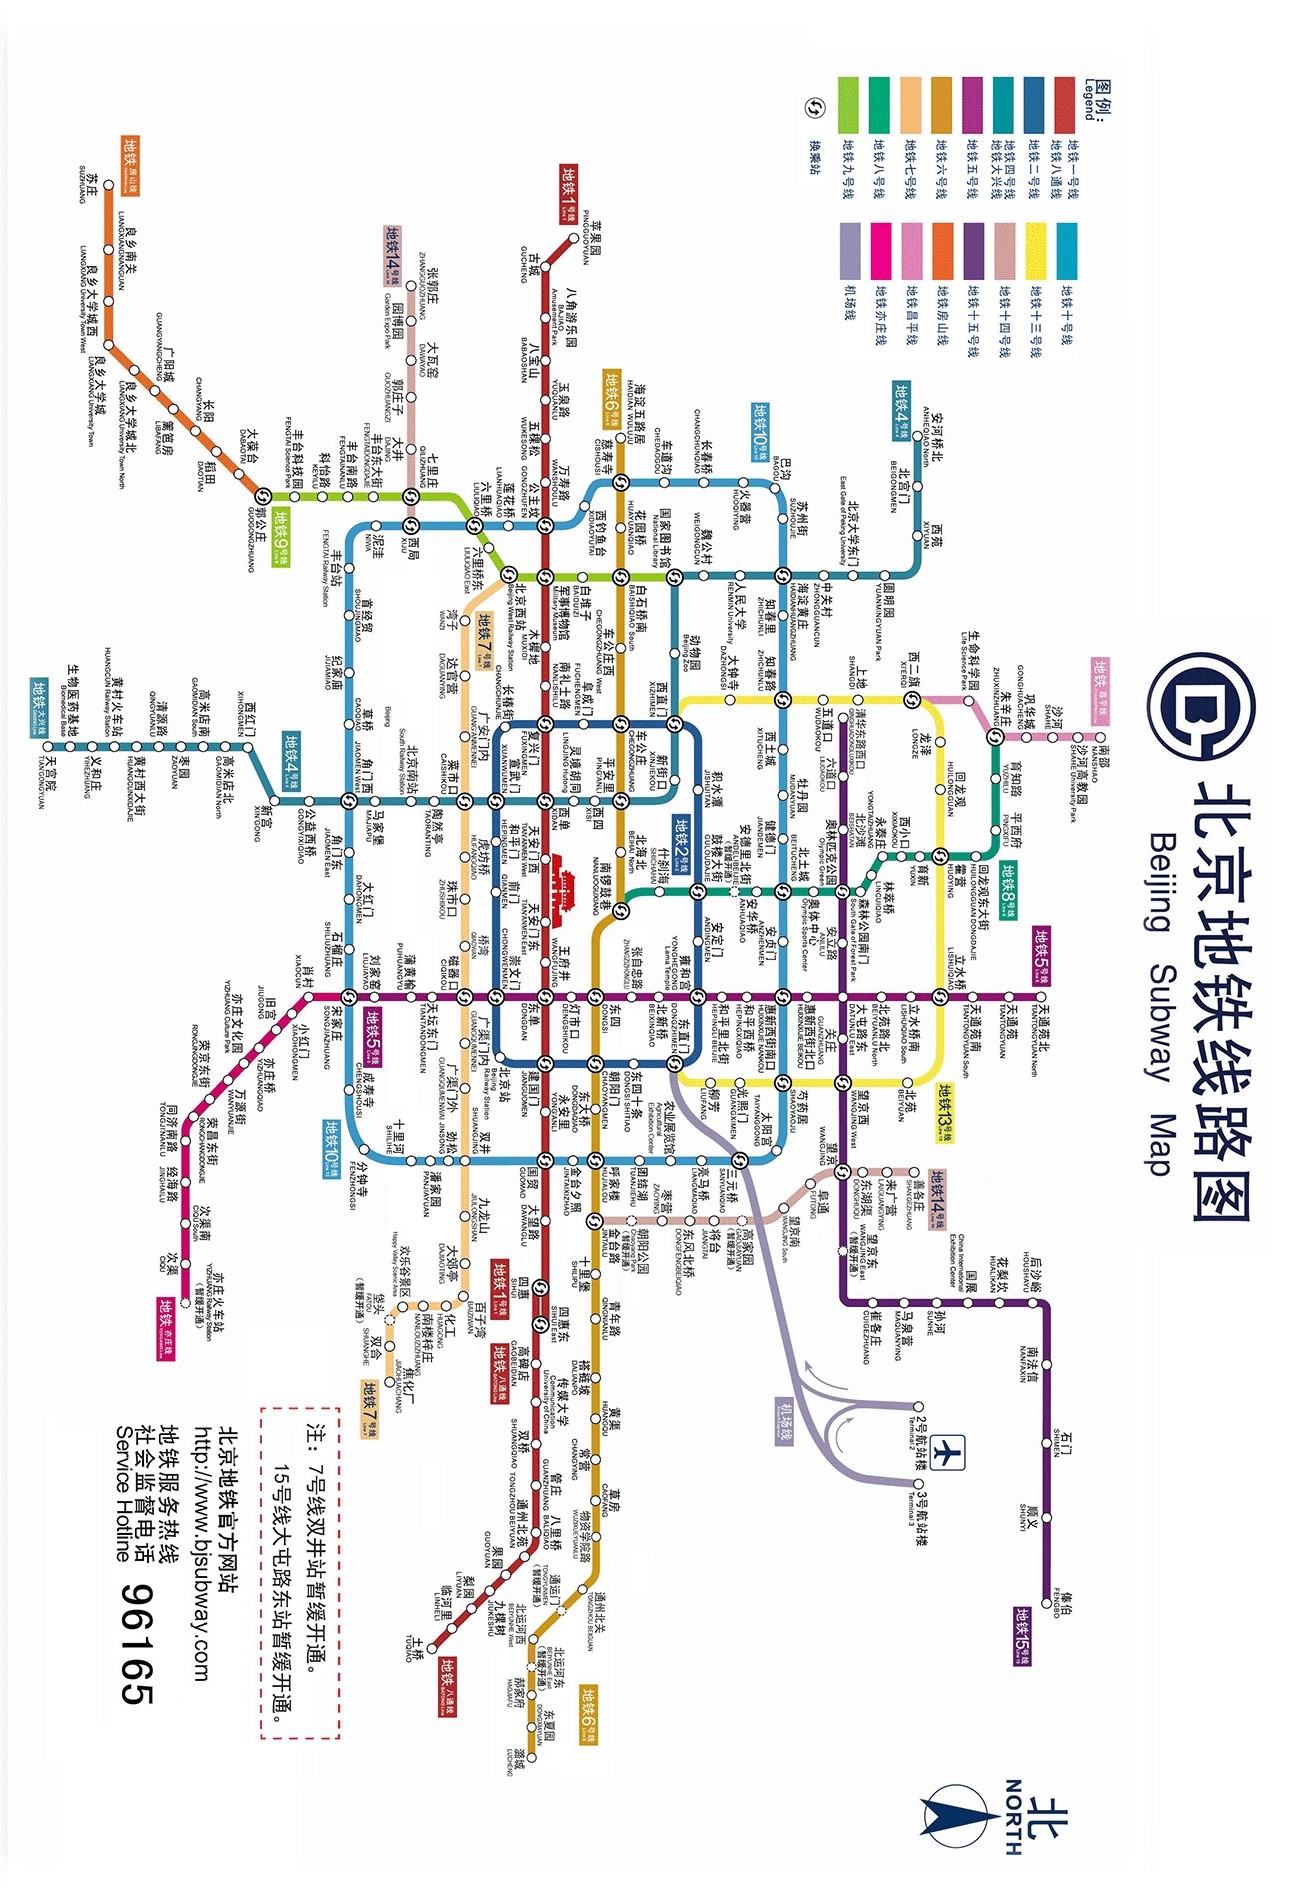 北京地铁线路图
Beijing Subway Map
图例：
Legend
地铁一号线
地铁八通线
地铁二号线
地铁四号线
地铁大兴线
地铁五号线
地铁六号线
地铁七号线
地铁八号线
地铁九号线
换乘站
地铁十号线
地铁十三号线
地铁十四号线
地铁十五号线
地铁房山线
地铁昌平线
地铁亦庄线
机场线
北
NORTH
地铁 昌平线
南邵
NANSHAO
沙河高教园
SHAHE University Park
沙河
SHAHE
巩华城
GONGHUACHENG
朱辛庄
ZHUXINZHUANG
生命科学园
Life Science Park
西二旗
XI'ERQI
育知路
YUZHILU
平西府
PINGXIFU
地铁8号线
回龙观东大街
HUILONGGUAN DONGDAJIE
霍营
HUOYING
育新
YUXIN
西小口
XIXIAOKOU
永泰庄
YONGTAIZHUANG
林萃桥
LINCUIQIAO
森林公园南门
South Gate of Forest Park
奥林匹克公园
Olympic Green
奥体中心
Olympic Sports Center
北土城
BEITUCHENG
安华桥
ANHUAQIAO
安德里北街
ANDELIBEIJIE
（暂缓开通）
鼓楼大街
GULOUDAJIE
什刹海
SHICHAHAI
南锣鼓巷
NANLUOGUXIANG
地铁5号线
天通苑北
TIANTONGYUAN North
天通苑
TIANTONGYUAN
天通苑南
TIANTONGYUAN South
立水桥
LISHUIQIAO
立水桥南
LISHUIQIAO South
北苑路北
BEIYUANLU North
大屯路东
DATUNLU East
惠新西街北口
HUIXINXIJIE BEIKOU
惠新西街南口
HUIXINXIJIE NANKOU
和平西桥
HEPINGXIQIAO
和平里北街
HEPINGLI BEIJIE
雍和宫
YONGHEGONG
Lama Temple
北新桥
BEIXINQIAO
张自忠路
ZHANGZIZHONGLU
东四
DONGSI
灯市口
DENGSHIKOU
东单
DONGDAN
崇文门
CHONGWENMEN
磁器口
CIQIKOU
天坛东门
TIANTANDONGMEN
蒲黄榆
PUHUANGYU
刘家窑
LIUJIAYAO
地铁5号线
宋家庄
SONGJIAZHUANG
地铁13号线
回龙观
HUILONGGUAN
龙泽
LONGZE
上地
SHANGDI
五道口
WUDAOKOU
知春路
ZHICHUNLU
大钟寺
DAZHONGSI
西直门
XIZHIMEN
北苑
BEIYUAN
望京西
WANGJING West
芍药居
SHAOYAOJU
光熙门
GUANGXIMEN
柳芳
LIUFANG
东直门
DONGZHIMEN
地铁15号线
傣伯
FENGBO
顺义
SHUNYI
石门
SHIMEN
南法信
NANFAXIN
后沙峪
HOUSHAYU
花梨坎
HUALIKAN
国展
China International
Exhibition Center
孙河
SUNHE
马泉营
MAQUANYING
崔各庄
CUIGEZHUANG
望京东
WANGJING East
（暂缓开通）
望京
WANGJING
关庄
GUANZHUANG
安立路
ANLILU
北沙滩
BEISHATAN
六道口
LIUDAOKOU
清华东路西口
QINGHUADONGLUXIKOU
地铁14号线
善各庄
SHAN'GEZHUANG
来广营
LAIGUANGYING
东湖渠
DONGHUQU
阜通
FUTONG
望京南
WANGJING South
高家园
GAOJIAYUAN
（暂缓开通）
将台
JIANGTAI
东风北桥
DONGFENGBEIQIAO
枣营
ZAOYING
朝阳公园
Chaoyang Park
（暂缓开通）
金台路
JINTAILU
2号航站楼
Terminal 2
3号航站楼
Terminal 3
机场线
Airport Express
三元桥
SANYUANQIAO
地铁4号线
安河桥北
ANHEQIAO North
北宫门
BEIGONGMEN
西苑
XIYUAN
圆明园
YUANMINGYUAN Park
北京大学东门
East Gate of Peking University
中关村
ZHONGGUANCUN
海淀黄庄
HAIDIANHUANGZHUANG
人民大学
RENMIN University
魏公村
WEIGONGCUN
国家图书馆
National Library
动物园
Beijing Zoo
新街口
XINJIEKOU
平安里
PING'ANLI
西四
XISI
灵境胡同
LINGJING Hutong
西单
XIDAN
宣武门
XUANWUMEN
菜市口
CAISHIKOU
陶然亭
TAORANTING
北京南站
South Railway Station
Beijing
马家堡
MAJIAPU
角门西
JIAOMEN West
公益西桥
GONGYIXIQIAO
地铁4号线
新宫
XIN'GONG
西红门
XIHONGMEN
高米店北
GAOMIDIAN North
高米店南
GAOMIDIAN South
枣园
ZAOYUAN
清源路
QINGYUANLU
黄村西大街
HUANGCUNXIDAJIE
黄村火车站
HUANGCUN Railway Station
义和庄
YIHEZHUANG
生物医药基地
Biomedical Base
天宫院
TIAN'GONGYUAN
地铁 大兴线
地铁10号线
巴沟
BAGOU
苏州街
SUZHOUJIE
知春里
ZHICHUNLI
西土城
XITUCHENG
牡丹园
MUDANYUAN
健德门
JIANDEMEN
安贞门
ANZHENMEN
太阳宫
TAIYANGGONG
亮马桥
LIANGMAQIAO
农业展览馆
Agricultural
Exhibition Center
团结湖
TUANJIEHU
呼家楼
HUJIALOU
金台夕照
JINTAIXIZHAO
国贸
GUOMAO
双井
SHUANGJING
劲松
JINSONG
潘家园
PANJIAYUAN
十里河
SHILIHE
分钟寺
FENZHONGSI
地铁10号线
成寿寺
CHENGSHOUSI
石榴庄
SHILIUZHUANG
大红门
DAHONGMEN
角门东
JIAOMEN East
草桥
CAOQIAO
纪家庙
JIJIAMIAO
首经贸
SHOUJINGMAO
丰台站
FENGTAI Railway Station
泥洼
NIWA
西局
XIJU
六里桥
LIULIQIAO
莲花桥
LIANHUAQIAO
公主坟
GONGZHUFEN
西钓鱼台
XIDIAOYUTAI
慈寿寺
CISHOUSI
车道沟
CHEDAOGOU
长春桥
CHANGCHUNQIAO
火器营
HUOQIYING
地铁2号线
积水潭
JISHUITAN
安定门
ANDINGMEN
东四十条
DONGSI SHITIAO
朝阳门
CHAOYANGMEN
建国门
JIANGUOMEN
北京站
Beijing
Railway Station
前门
QIANMEN
和平门
HEPINGMEN
长椿街
CHANGCHUNJIE
复兴门
FUXINGMEN
阜成门
FUCHENGMEN
车公庄
CHEGONGZHUANG
地铁6号线
海淀五路居
HAIDIAN WULUJU
花园桥
HUAYUANQIAO
白石桥南
BAISHIQIAO South
车公庄西
CHEGONGZHUANG West
北海北
BEIHAI North
东大桥
DONGDAQIAO
十里堡
SHILIPU
青年路
QINGNIANLU
褡裢坡
DALIANPO
黄渠
HUANGQU
常营
CHANGYING
草房
CAOFANG
物资学院路
WUZIXUEYUANLU
通州北关
TONGZHOU BEIGUAN
通运门
TONGYUNMEN
（暂缓开通）
北运河西
BEIYUNHE West
北运河东
BEIYUNHE East
（暂缓开通）
郝家府
HAOJIAFU
东夏园
DONGXIAYUAN
潞城
LUCHENG
地铁6号线
地铁1号线
苹果园
PINGGUOYUAN
古城
GUCHENG
八角游乐园
BAJIAO
Amusement Park
八宝山
BABAOSHAN
玉泉路
YUQUANLU
五棵松
WUKESONG
万寿路
WANSHOULU
军事博物馆
Military Museum
木樨地
MUXIDI
南礼士路
NANLISHILU
天安门西
TIAN'ANMEN West
天安门东
TIAN'ANMEN East
王府井
WANGFUJING
永安里
YONG'ANLI
大望路
DAWANGLU
四惠
SIHUI
四惠东
SIHUI East
地铁1号线
地铁 八通线
高碑店
GAOBEIDIAN
传媒大学
Communication
University of China
双桥
SHUANGQIAO
管庄
GUANZHUANG
八里桥
BALIQIAO
通州北苑
TONGZHOU BEIYUAN
果园
GUOYUAN
九棵树
JIUKESHU
梨园
LIYUAN
临河里
LINHELI
土桥
TUQIAO
地铁 八通线
白堆子
BAIDUIZI
北京西站
Beijing West Railway Station
六里桥东
LIULIQIAO East
七里庄
QILIZHUANG
丰台东大街
FENGTAIDONGDAJIE
丰台南路
FENGTAINANLU
科怡路
KEYILU
丰台科技园
FENGTAI Science Park
地铁9号线
郭公庄
GUOGONGZHUANG
地铁7号线
湾子
WANZI
达官营
DAGUANYING
广安门内
GUANG'ANMENNEI
虎坊桥
HUFANGQIAO
珠市口
ZHUSHIKOU
桥湾
QIAOWAN
广渠门内
GUANGQUMENNEI
广渠门外
GUANGQUMENWAI
九龙山
JIULONGSHAN
大郊亭
DAJIAOTING
百子湾
BAIZIWAN
化工
HUAGONG
南楼梓庄
NANLOUZIZHUANG
欢乐谷景区
Happy Valley Scenic Area
垡头
FATOU
（暂缓开通）
双合
SHUANGHE
焦化厂
JIAOHUACHANG
地铁7号线
地铁14号线
张郭庄
ZHANGGUOZHUANG
园博园
Garden Expo Park
大瓦窑
DAWAYAO
郭庄子
GUOZHUANGZI
大井
DAJING
大葆台
DABAOTAI
稻田
DAOTIAN
长阳
CHANGYANG
篱笆房
LIBAFANG
广阳城
GUANGYANGCHENG
良乡大学城北
LIANGXIANG University Town North
良乡大学城
LIANGXIANG University Town
良乡大学城西
LIANGXIANG University Town West
良乡南关
LIANGXIANGNANGUAN
苏庄
SUZHUANG
地铁 房山线
肖村
XIAOCUN
小红门
XIAOHONGMEN
旧宫
JIUGONG
亦庄桥
YIZHUANGQIAO
亦庄文化园
YIZHUANG Culture Park
万源街
WANYUANJIE
荣京东街
RONGJINGDONGJIE
荣昌东街
RONGCHANGDONGJIE
同济南路
TONGJI'NANLU
经海路
JINGHAILU
次渠南
CIQU South
次渠
CIQU
亦庄火车站
YIZHUANG Railway Station
（暂缓开通）
地铁 亦庄线
注：7号线双井站暂缓开通。
15号线大屯路东站暂缓开通。
北京地铁官方网站
http://www.bjsubway.com
地铁服务热线
社会监督电话
Service Hotline
96165